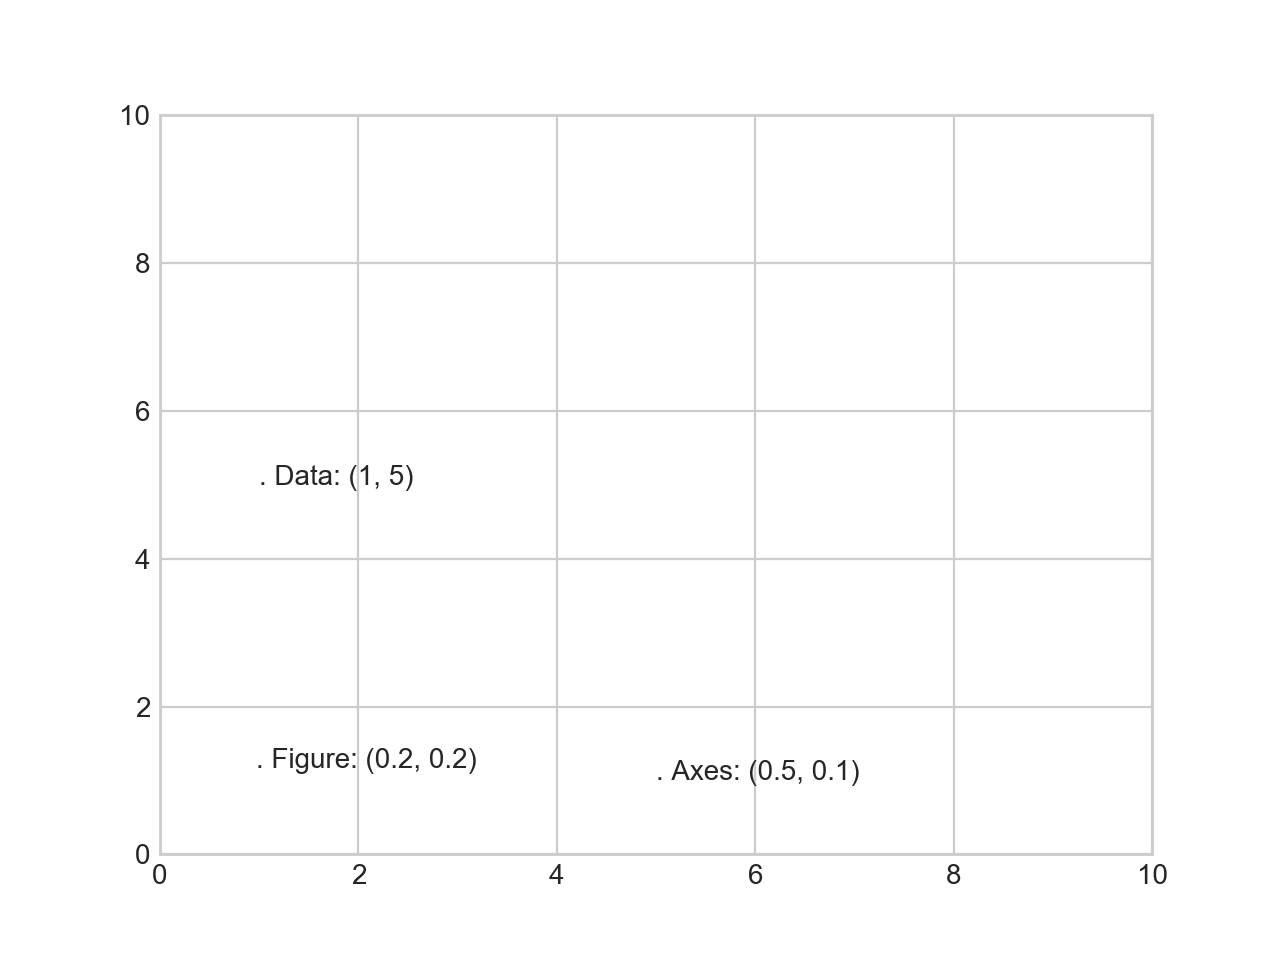 10
8
6
. Data: (1, 5)
4
2
. Figure: (0.2, 0.2)
. Axes: (0.5, 0.1)
0
0 2 4 6 8 10